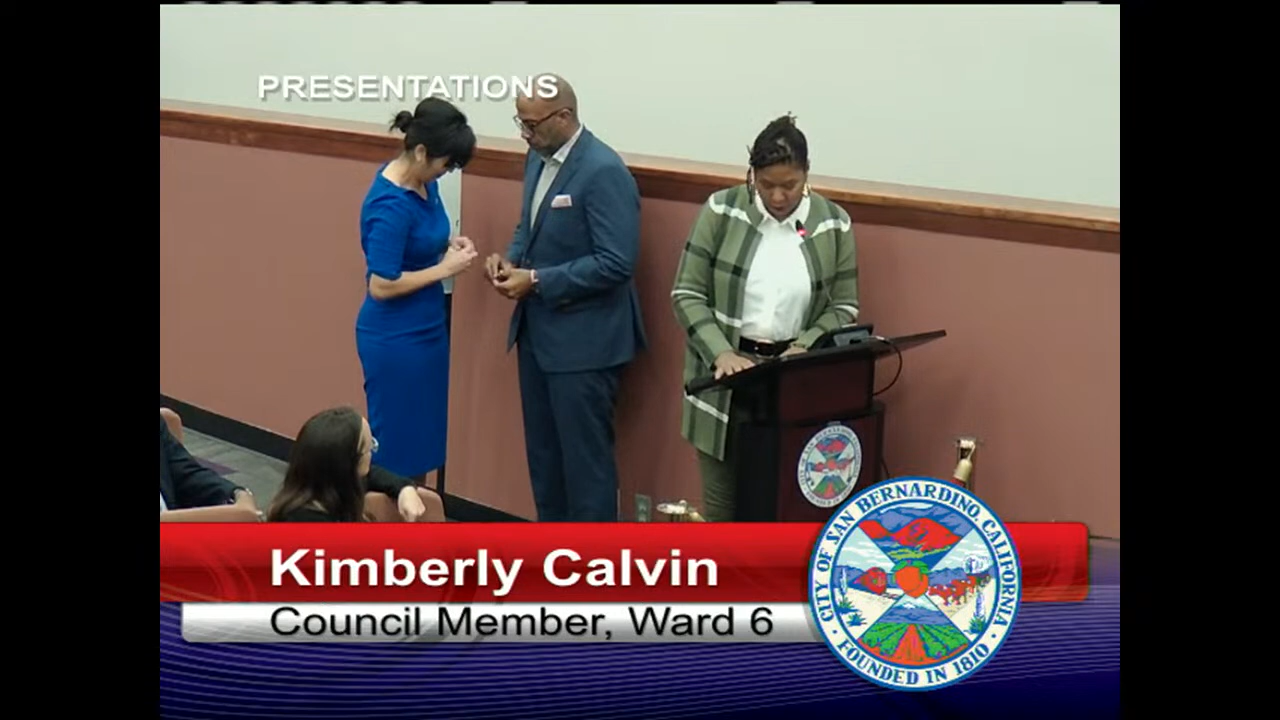 PRESENTATIONS
Kimberly Calvin
Council Member, Ward 6
CITY OF SAN BERNARDINO, CALIFORNIA
FOUNDED IN 1810